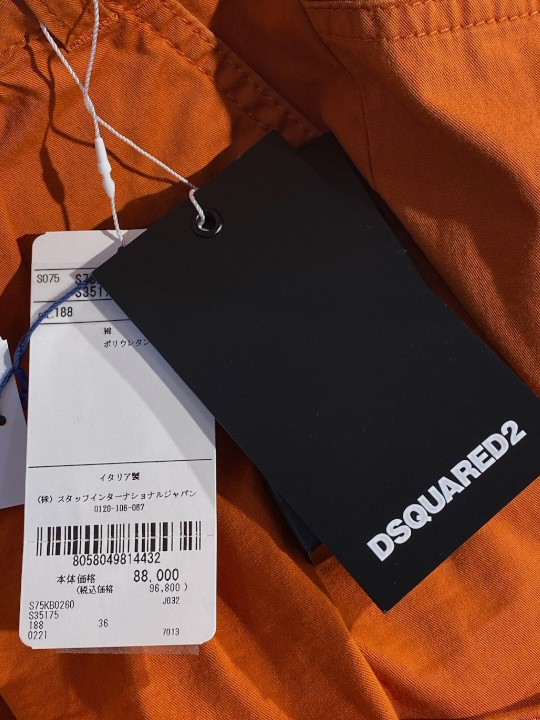 S075
S35175
188
綿
ポリウレタン
イタリア製
(株) スタッフインターナショナルジャパン
0120-106-067
8058049814432
本体価格 88,000
(税込価格 96,800 )
S75KB0260 J032
S35175
188 36
0221 7013
DSQUARED2